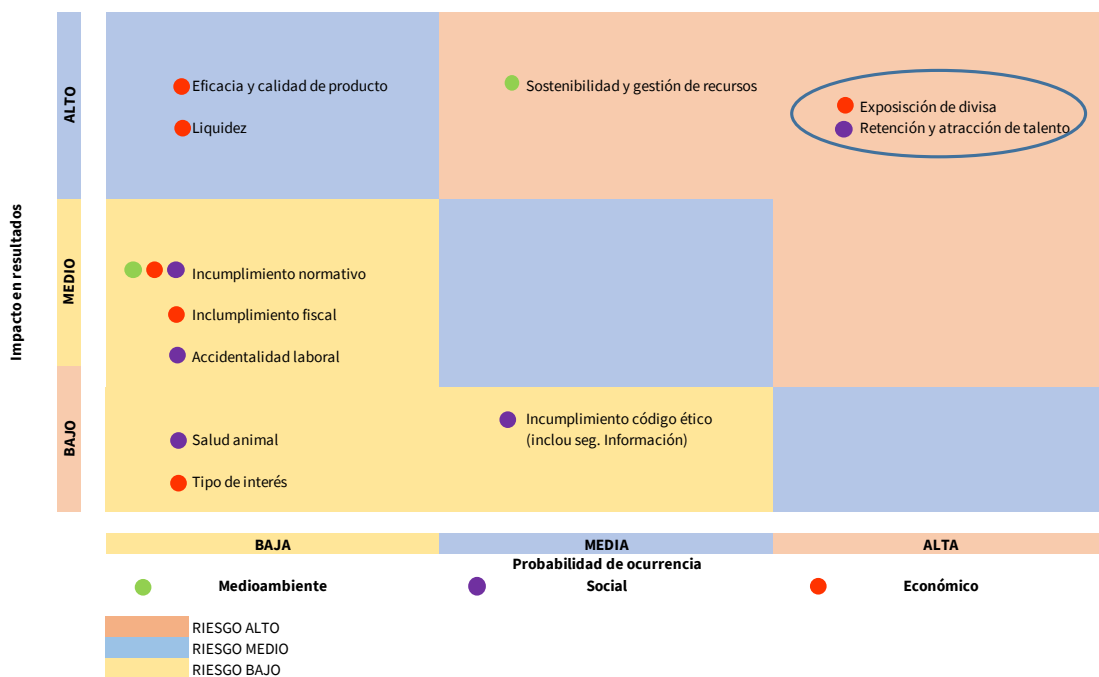 Impacto en resultados
ALTO
Eficacia y calidad de producto
Liquidez
Sostenibilidad y gestión de recursos
Exposisción de divisa
Retención y atracción de talento
MEDIO
Incumplimiento normativo
Inclumplimiento fiscal
Accidentalidad laboral
BAJO
Salud animal
Tipo de interés
Incumplimiento código ético
(inclou seg. Información)
BAJA
MEDIA
ALTA
Probabilidad de ocurrencia
Medioambiente
Social
Económico
RIESGO ALTO
RIESGO MEDIO
RIESGO BAJO